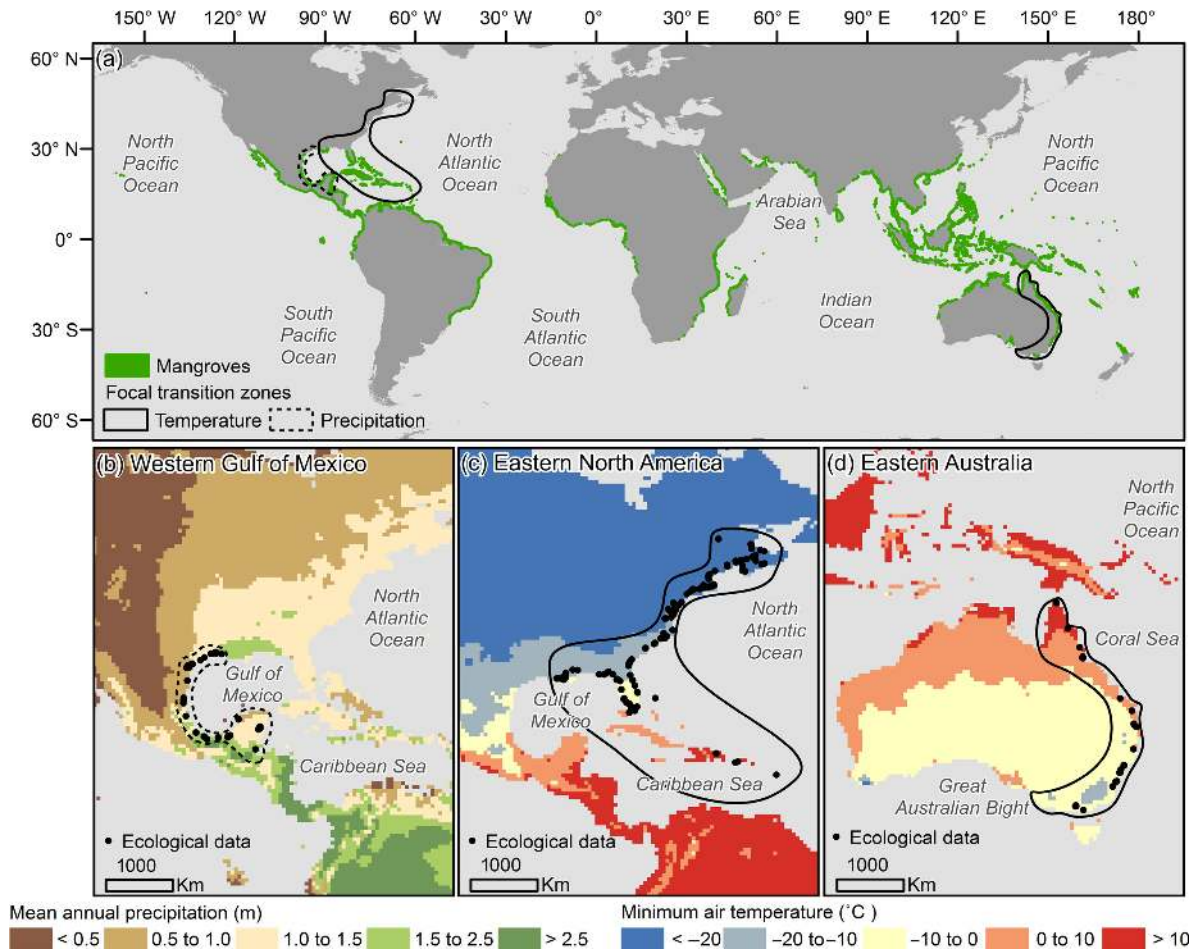 150° W 120° W 90° W 60° W 30° W 0° 30° E 60° E 90° E 120° E 150° E 180°
60° N
30° N
0°
30° S
60° S
(a)
North
Pacific
Ocean
North
Atlantic
Ocean
Arabian
Sea
North
Pacific
Ocean
South
Pacific
Ocean
South
Atlantic
Ocean
Indian
Ocean
Mangroves
Focal transition zones
Temperature Precipitation
(b) Western Gulf of Mexico
North
Atlantic
Ocean
Gulf of
Mexico
Caribbean Sea
Ecological data
1000
Km
(c) Eastern North America
North
Atlantic
Ocean
Gulf of
Mexico
Caribbean Sea
Ecological data
1000
Km
(d) Eastern Australia
North
Pacific
Ocean
Coral Sea
Great
Australian Bight
Ecological data
1000
Km
Mean annual precipitation (m)
< 0.5 0.5 to 1.0 1.0 to 1.5 1.5 to 2.5 > 2.5
Minimum air temperature (˚C )
< –20 –20 to–10 –10 to 0 0 to 10 > 10